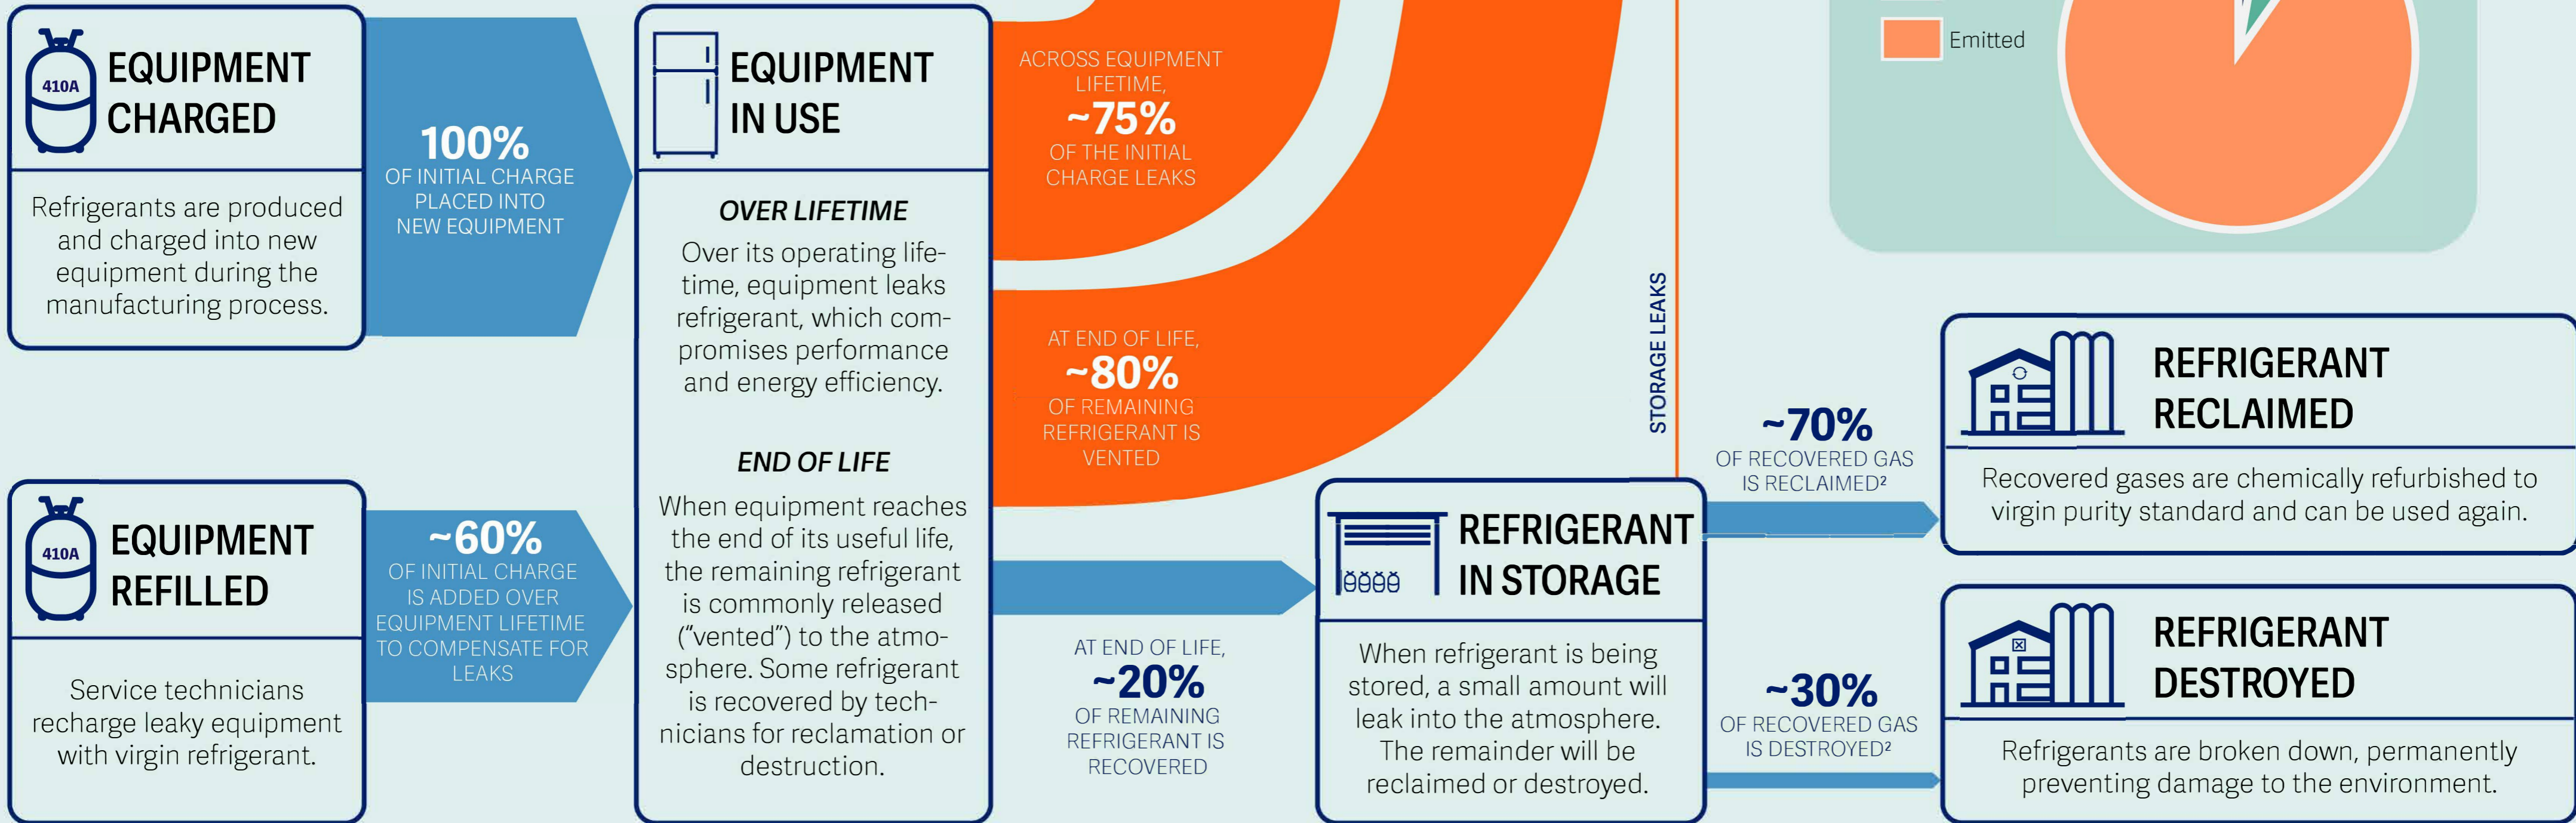 410A
EQUIPMENT
CHARGED
Refrigerants are produced
and charged into new
equipment during the
manufacturing process.
100%
OF INITIAL CHARGE
PLACED INTO
NEW EQUIPMENT
410A
EQUIPMENT
REFILLED
Service technicians
recharge leaky equipment
with virgin refrigerant.
~60%
OF INITIAL CHARGE
IS ADDED OVER
EQUIPMENT LIFETIME
TO COMPENSATE FOR
LEAKS
EQUIPMENT
IN USE
OVER LIFETIME
Over its operating life-
time, equipment leaks
refrigerant, which com-
promises performance
and energy efficiency.
END OF LIFE
When equipment reaches
the end of its useful life,
the remaining refrigerant
is commonly released
("vented") to the atmo-
sphere. Some refrigerant
is recovered by tech-
nicians for reclamation or
destruction.
ACROSS EQUIPMENT
LIFETIME,
~75%
OF THE INITIAL
CHARGE LEAKS
AT END OF LIFE,
~80%
OF REMAINING
REFRIGERANT IS
VENTED
AT END OF LIFE,
~20%
OF REMAINING
REFRIGERANT IS
RECOVERED
STORAGE LEAKS
REFRIGERANT
IN STORAGE
When refrigerant is being
stored, a small amount will
leak into the atmosphere.
The remainder will be
reclaimed or destroyed.
Emitted
~70%
OF RECOVERED GAS
IS RECLAIMED²
REFRIGERANT
RECLAIMED
Recovered gases are chemically refurbished to
virgin purity standard and can be used again.
~30%
OF RECOVERED GAS
IS DESTROYED²
REFRIGERANT
DESTROYED
Refrigerants are broken down, permanently
preventing damage to the environment.